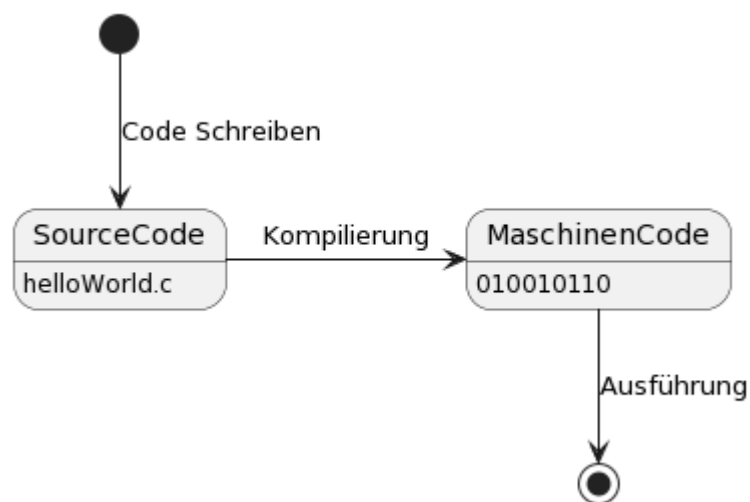 Code Schreiben
SourceCode
helloWorld.c
Kompilierung
MaschinenCode
010010110
Ausführung